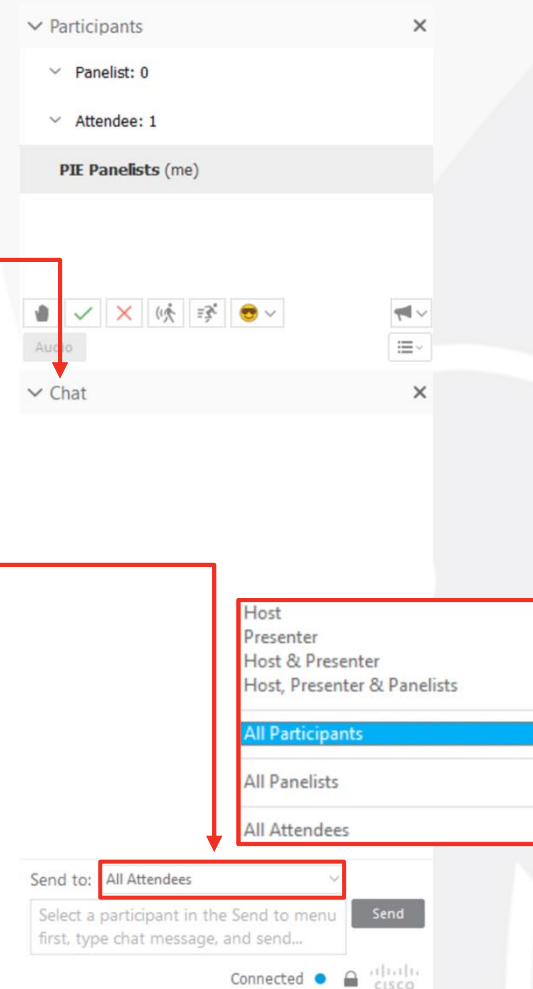 Participants
Panelist: 0
Attendee: 1
PIE Panelists (me)
Audio
Chat
Host
Presenter
Host & Presenter
Host, Presenter & Panelists
All Participants
All Panelists
All Attendees
Send to: All Attendees
Select a participant in the Send to menu
first, type chat message, and send...
Send
Connected
CISCO